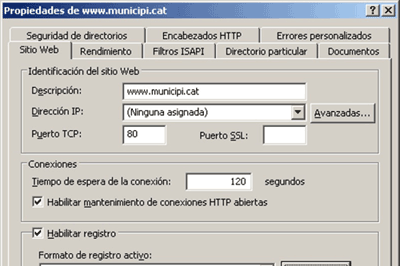 Propiedades de www.municipi.cat
Seguridad de directorios Encabezados HTTP Errores personalizados
Sitio Web Rendimiento Filtros ISAPI Directorio particular Documentos
Identificación del sitio Web
Descripción: www.municipi.cat
Dirección IP: (Ninguna asignada) Avanzadas...
Puerto TCP: 80 Puerto SSL:
Conexiones
Tiempo de espera de la conexión: 120 segundos
Habilitar mantenimiento de conexiones HTTP abiertas
Habilitar registro
Formato de registro activo: